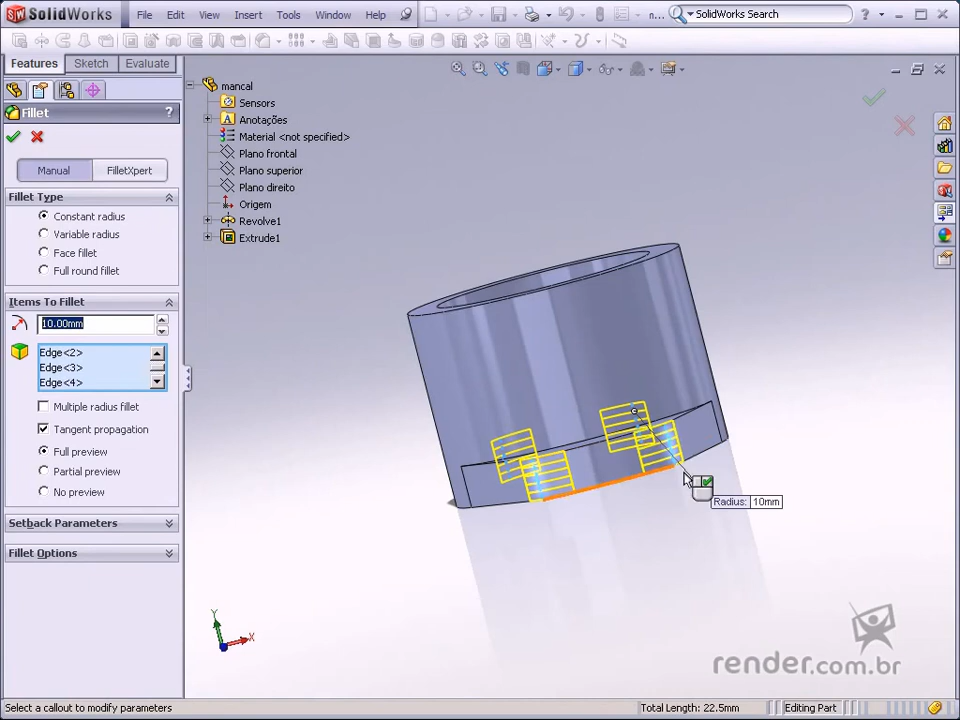 SolidWorks File Edit View Insert Tools Window Help n... SolidWorks Search ?
Features Sketch Evaluate
Fillet ?
Manual FilletXpert
Fillet Type
Constant radius
Variable radius
Face fillet
Full round fillet
Items To Fillet
10.00mm
Edge<2>
Edge<3>
Edge<4>
Multiple radius fillet
Tangent propagation
Full preview
Partial preview
No preview
Setback Parameters
Fillet Options
mancal
Sensors
A Anotações
Material <not specified>
Plano frontal
Plano superior
Plano direito
Origem
Revolve1
Extrude1
Radius: 10mm
Y
X
render.com.br
Select a callout to modify parameters Total Length: 22.5mm Editing Part